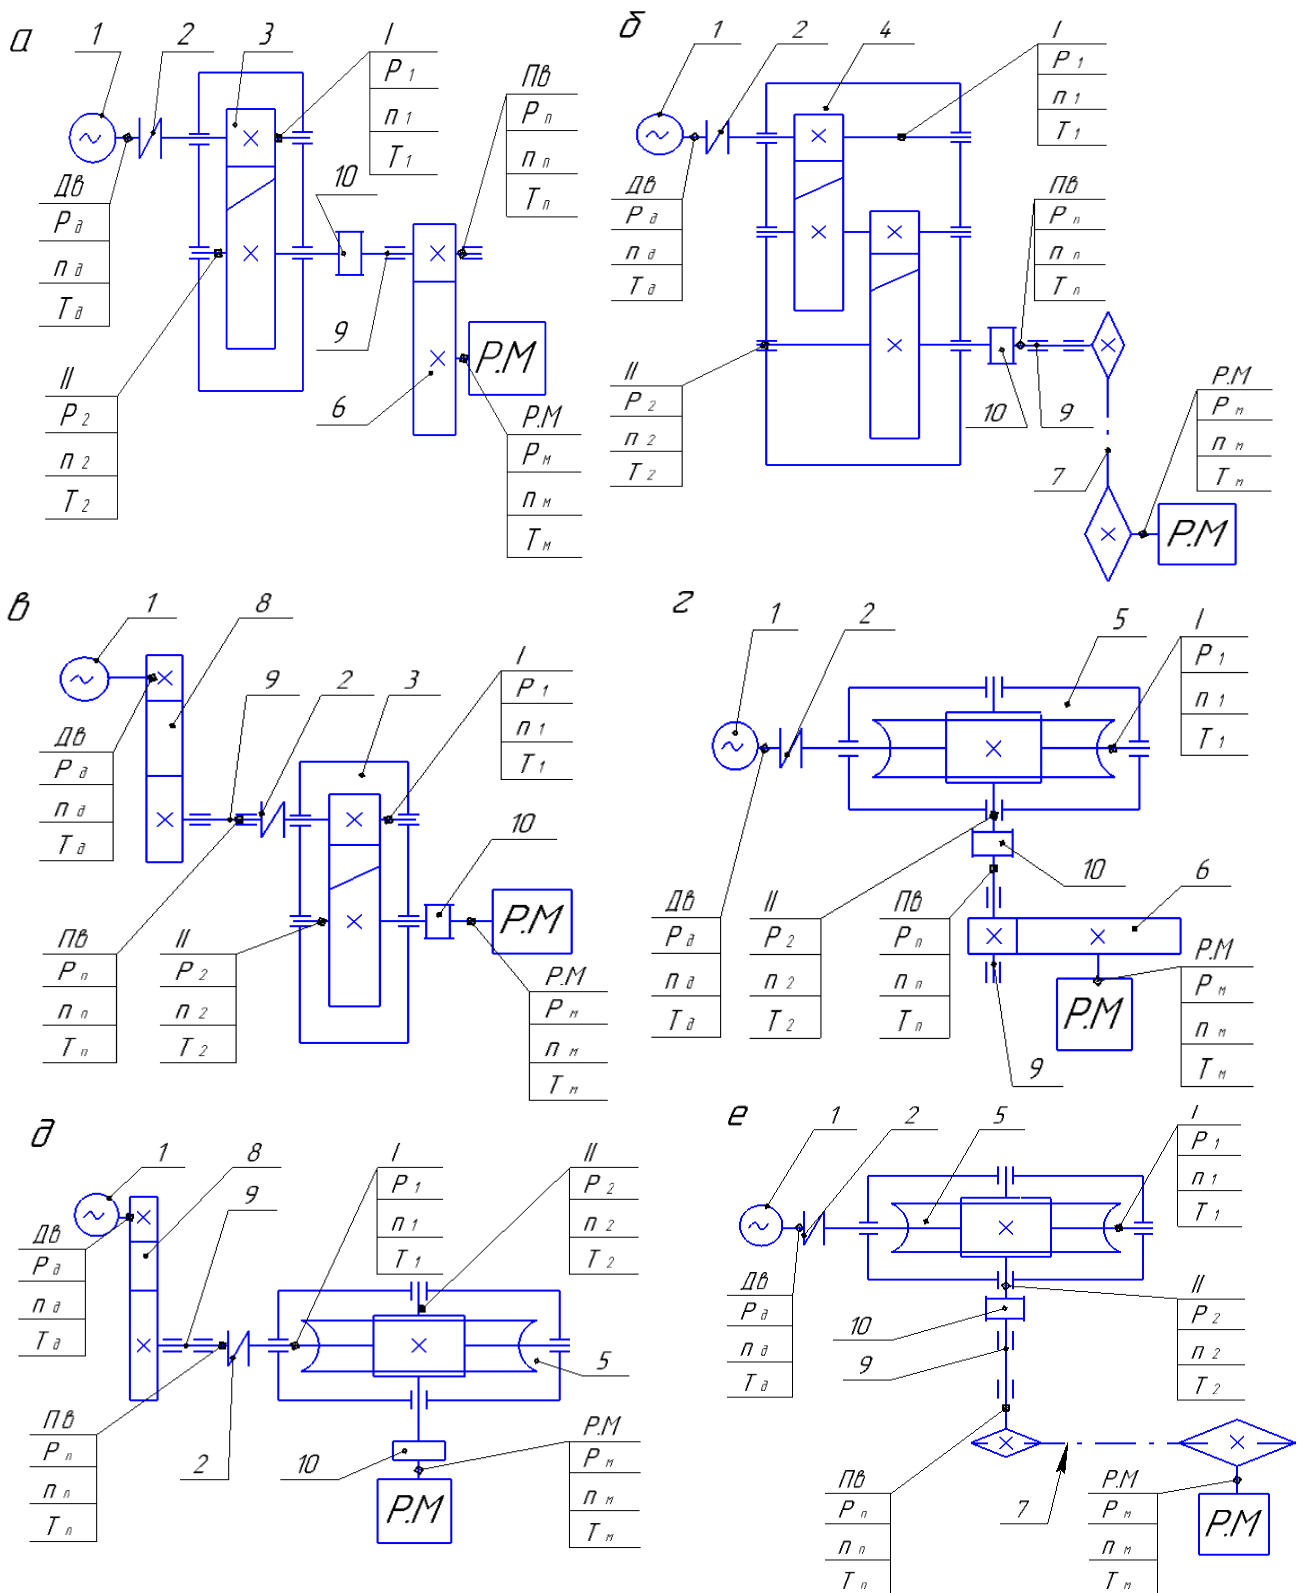 а
1
2
3
I
P 1
n 1
T 1
Пв
P п
n п
T п
10
Дв
P д
n д
T д
9
6
P.M
II
P 2
n 2
T 2
P.M
P м
n м
T м
б
1
2
4
I
P 1
n 1
T 1
Дв
P д
n д
T д
Пв
P п
n п
T п
II
P 2
n 2
T 2
10
9
7
P.M
P м
n м
T м
P.M
в
1
8
9
2
3
I
P 1
n 1
T 1
Дв
P д
n д
T д
10
P.M
Пв
P п
n п
T п
II
P 2
n 2
T 2
P.M
P м
n м
T м
г
1
2
5
I
P 1
n 1
T 1
10
6
Дв
P д
n д
T д
II
P 2
n 2
T 2
Пв
P п
n п
T п
P.M
P м
n м
T м
P.M
9
д
1
8
9
I
P 1
n 1
T 1
II
P 2
n 2
T 2
Дв
P д
n д
T д
5
Пв
P п
n п
T п
2
10
P.M
P.M
P м
n м
T м
е
1
2
5
I
P 1
n 1
T 1
Дв
P д
n д
T д
10
9
II
P 2
n 2
T 2
Пв
P п
n п
T п
7
P.M
P м
n м
T м
P.M